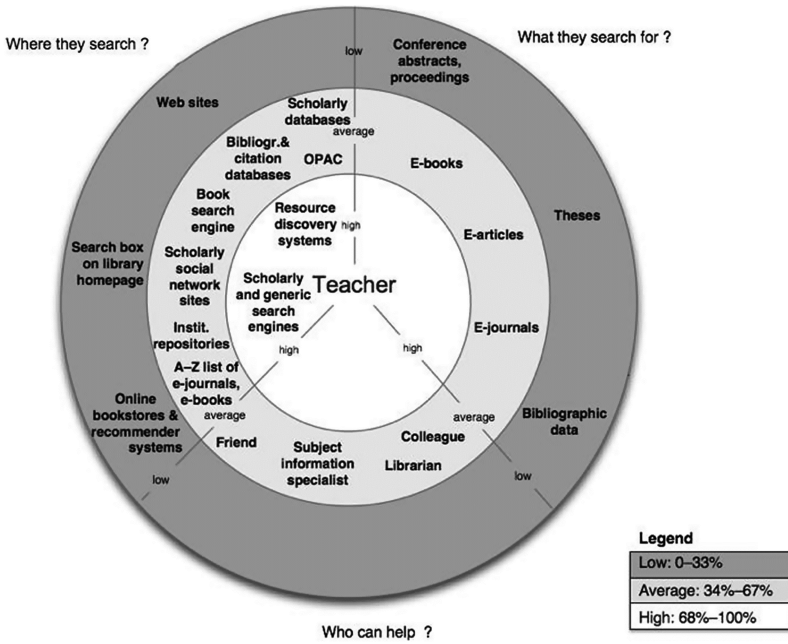 Where they search ?
What they search for ?
low
Conference
abstracts,
proceedings
Web sites
Scholarly
databases
average
Bibliogr.&
citation
databases
OPAC
E-books
Book
search
engine
Resource
discovery
systems
high
Theses
E-articles
Search box
on library
homepage
Scholarly
social
network
sites
Scholarly
and generic
search
engines
Teacher
E-journals
Instit.
repositories
high
high
A–Z list of
e-journals,
e-books
Online
bookstores &
recommender
systems
average
average
Bibliographic
data
Friend
Colleague
Subject
information
specialist
Librarian
low
low
Legend
Low: 0–33%
Average: 34%–67%
High: 68%–100%
Who can help ?